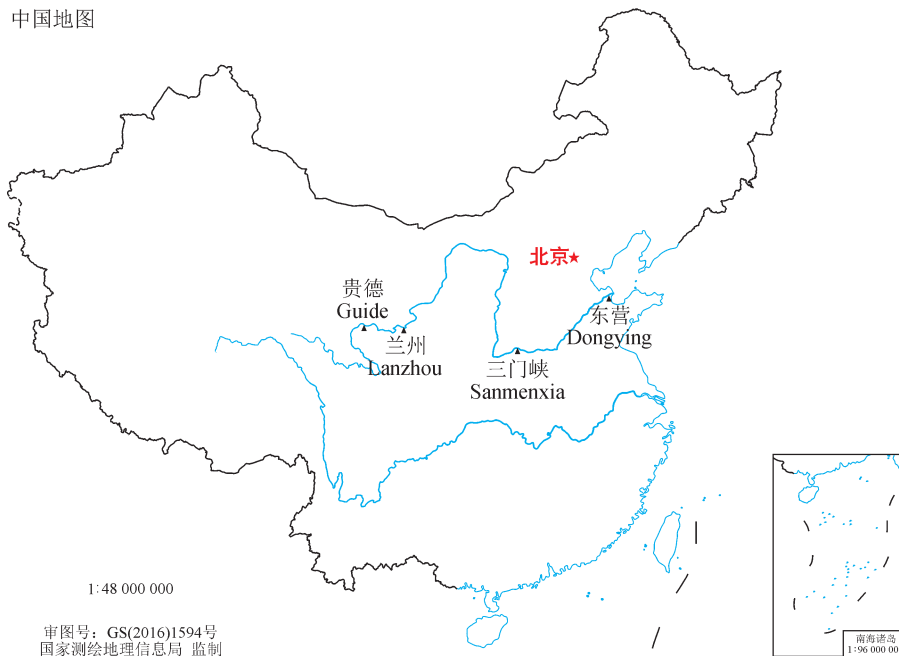 中国地图
北京
贵德
Guide
兰州
Lanzhou
东营
Dongying
三门峡
Sanmenxia
1:48 000 000
审图号：GS(2016)1594号
国家测绘地理信息局 监制
南海诸岛
1:96 000 00